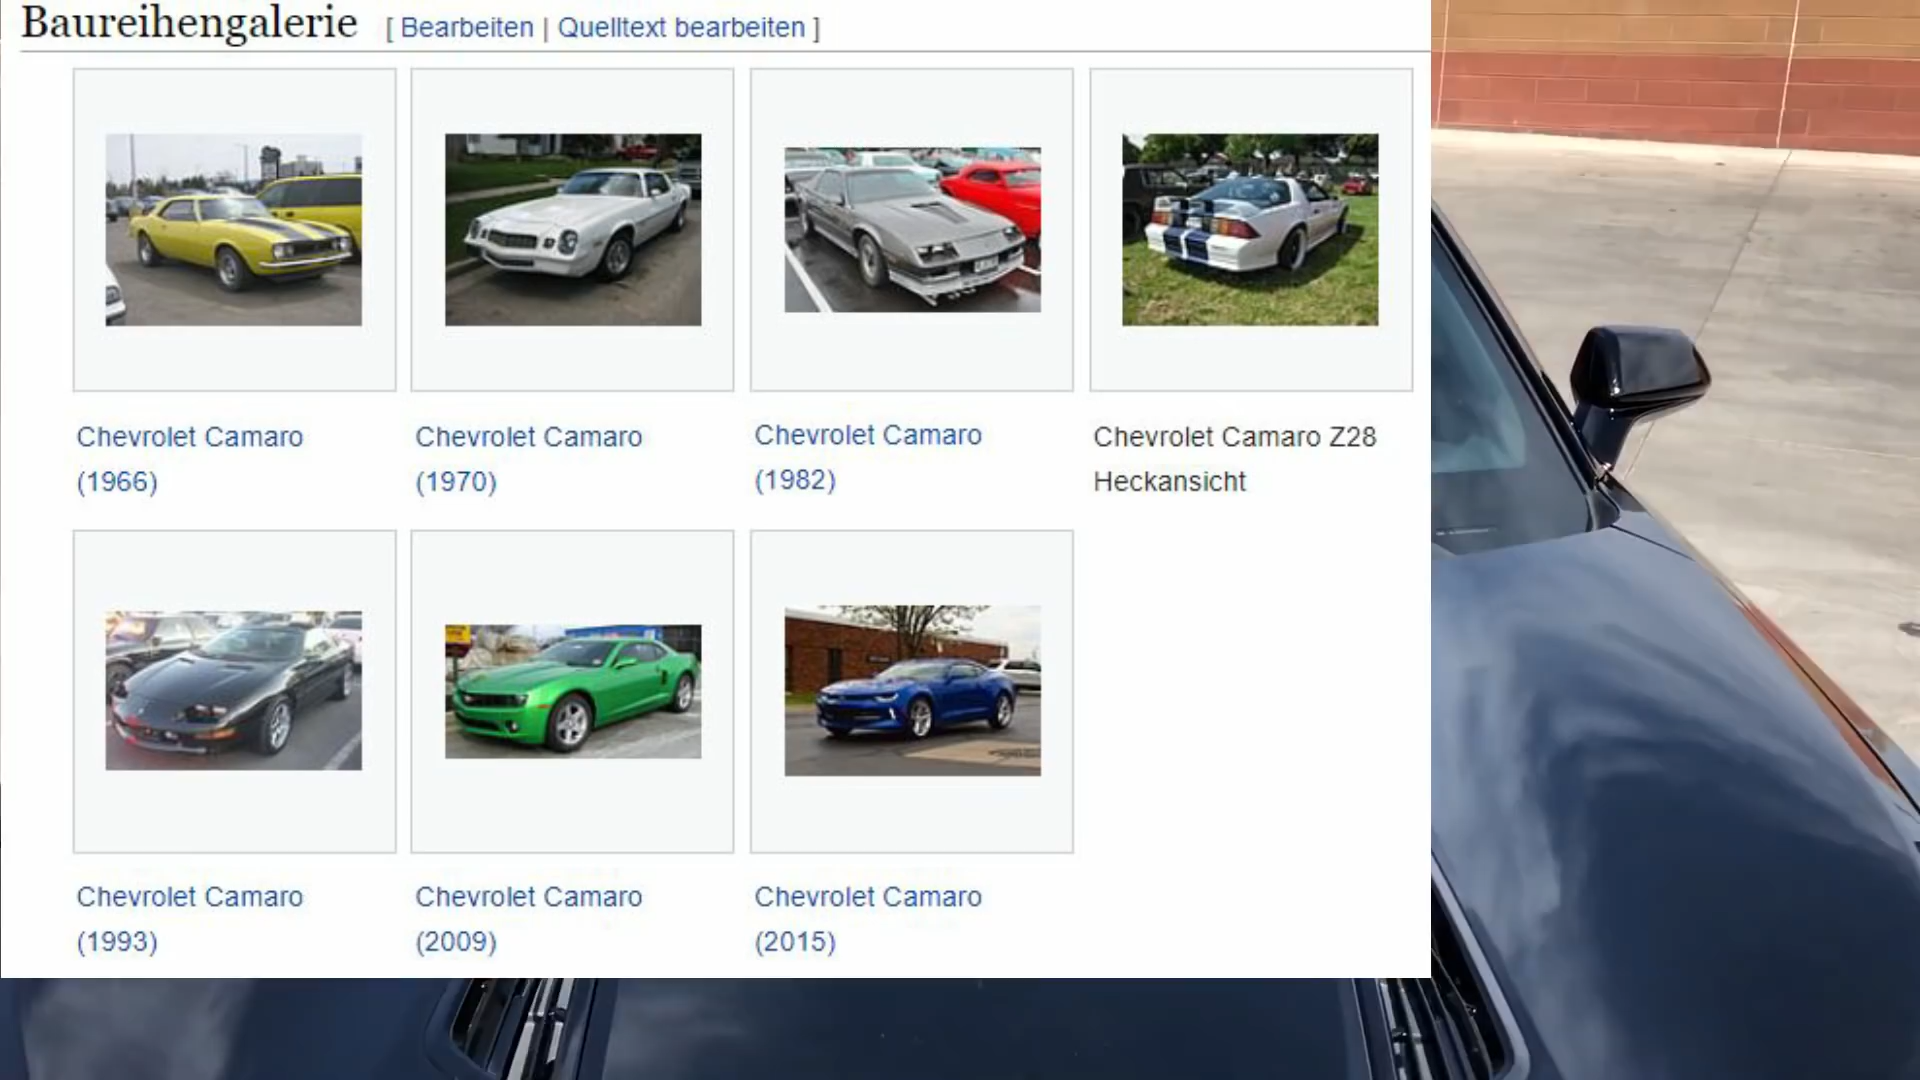 Baureihengalerie [ Bearbeiten | Quelltext bearbeiten ]
Chevrolet Camaro
(1966)
Chevrolet Camaro
(1970)
Chevrolet Camaro
(1982)
Chevrolet Camaro Z28
Heckansicht
Chevrolet Camaro
(1993)
Chevrolet Camaro
(2009)
Chevrolet Camaro
(2015)